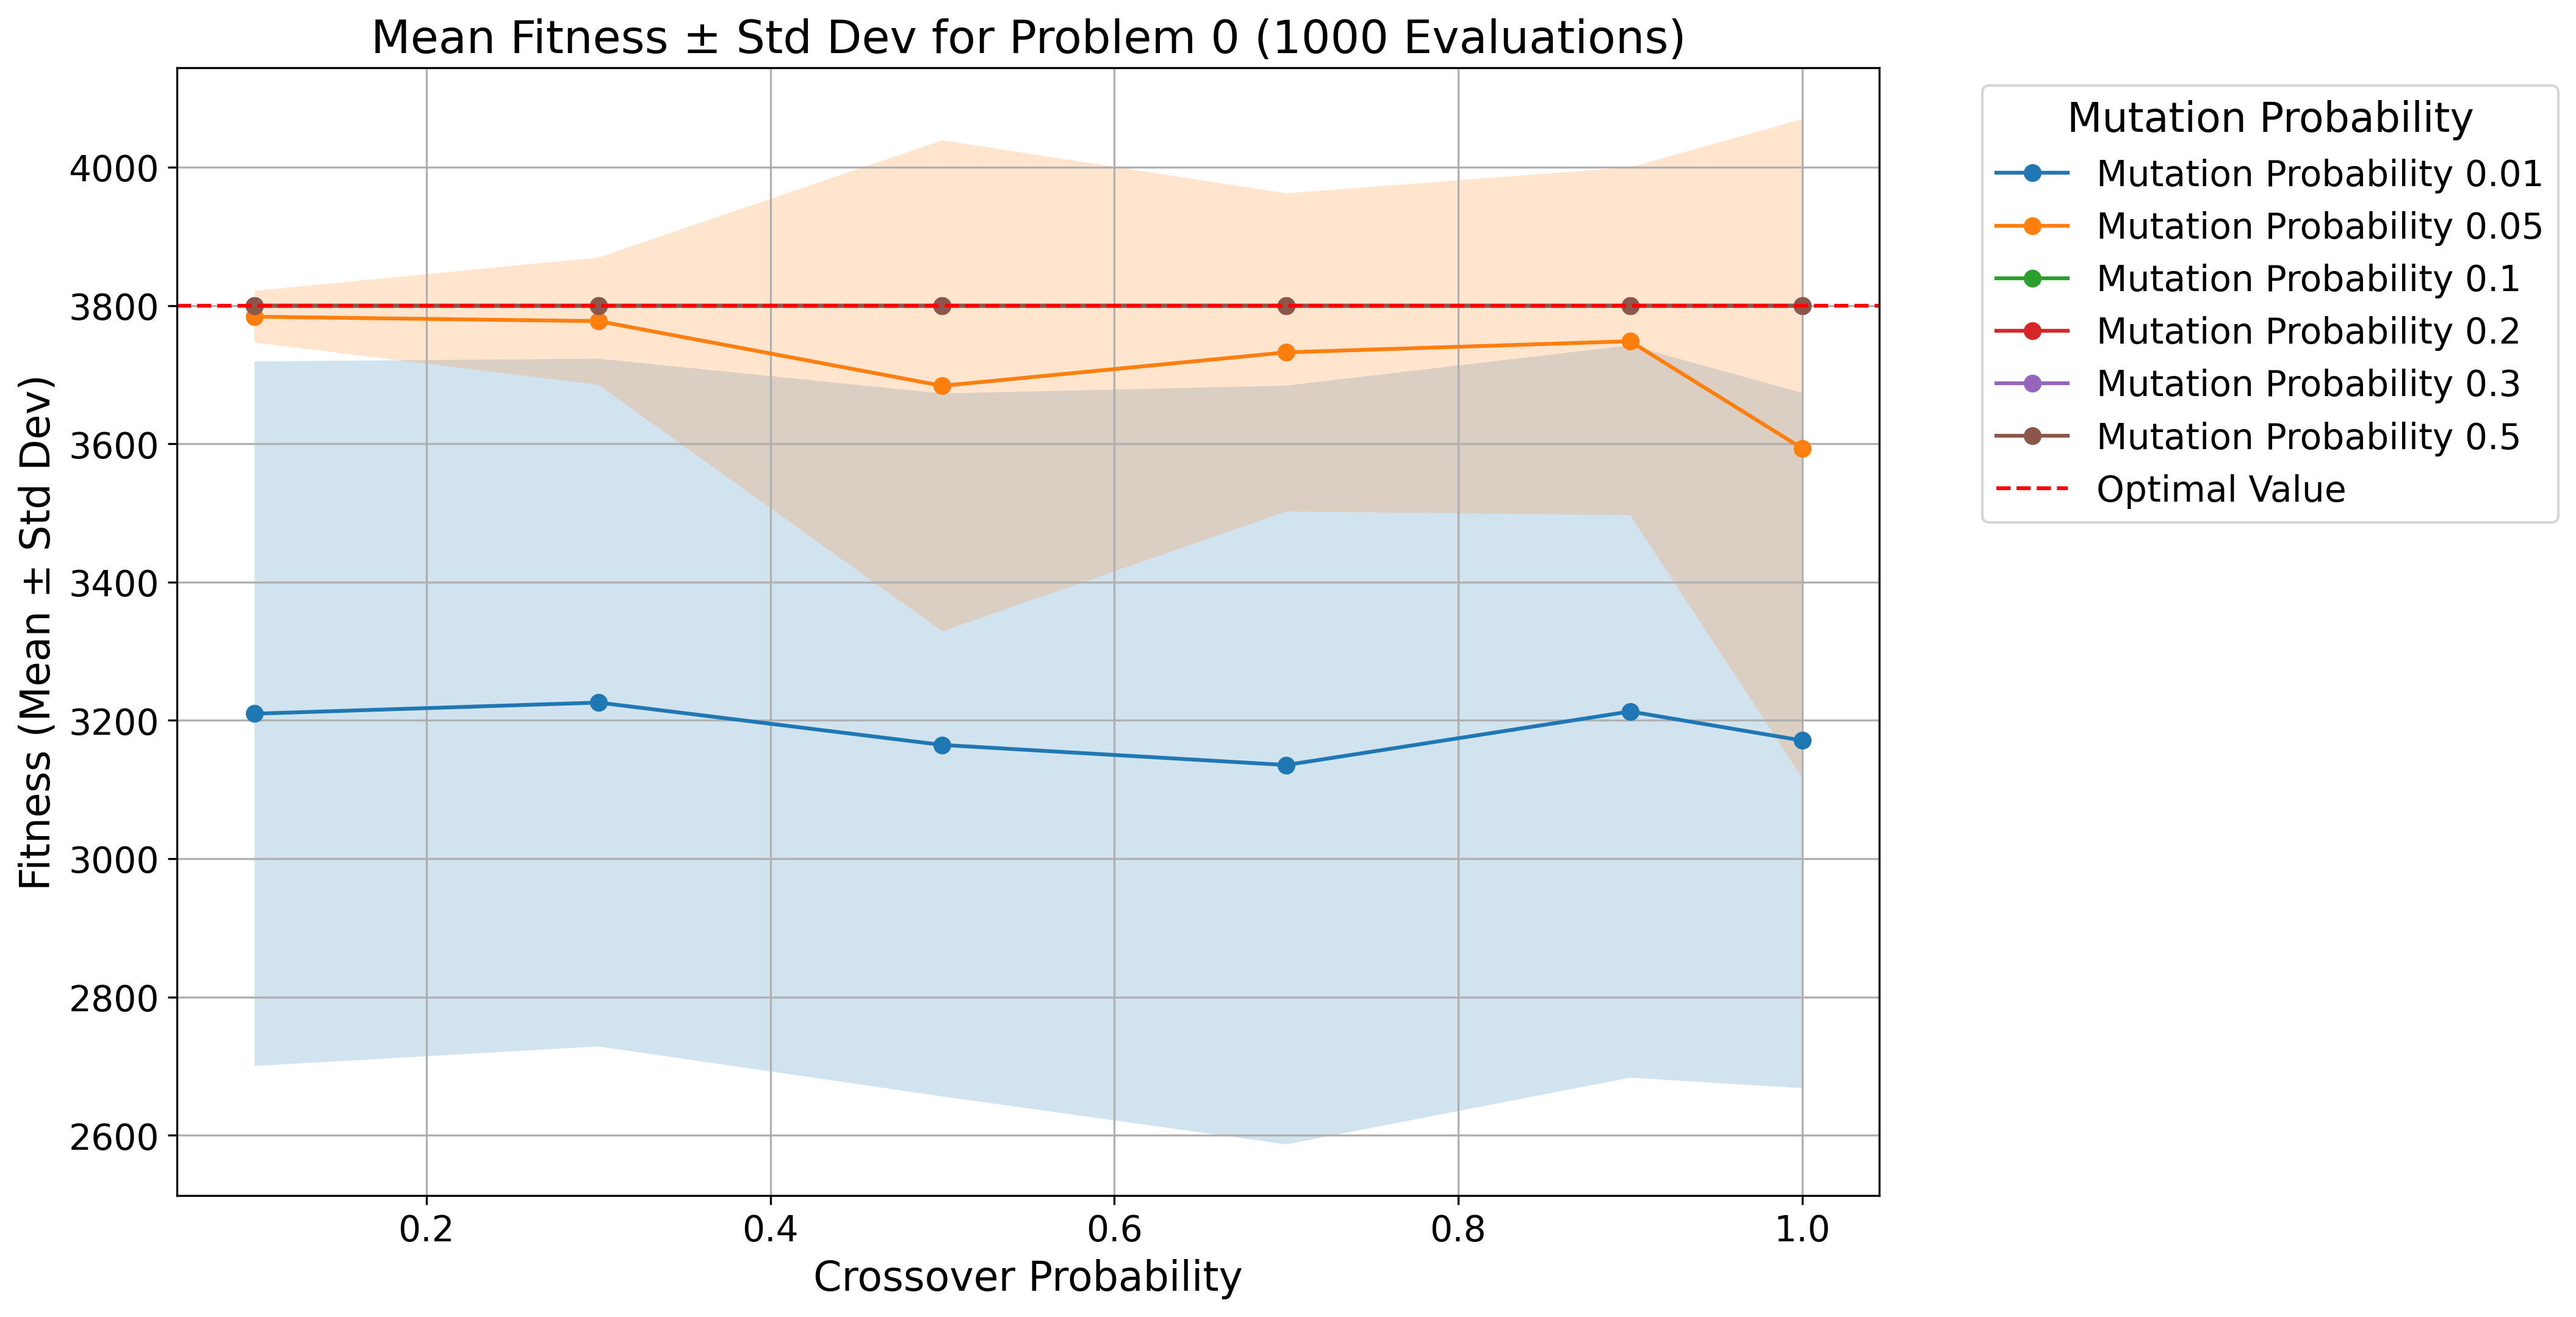 Mean Fitness ± Std Dev for Problem 0 (1000 Evaluations)
Fitness (Mean ± Std Dev)
4000
3800
3600
3400
3200
3000
2800
2600
0.2
0.4
0.6
0.8
1.0
Crossover Probability
Mutation Probability
Mutation Probability 0.01
Mutation Probability 0.05
Mutation Probability 0.1
Mutation Probability 0.2
Mutation Probability 0.3
Mutation Probability 0.5
Optimal Value